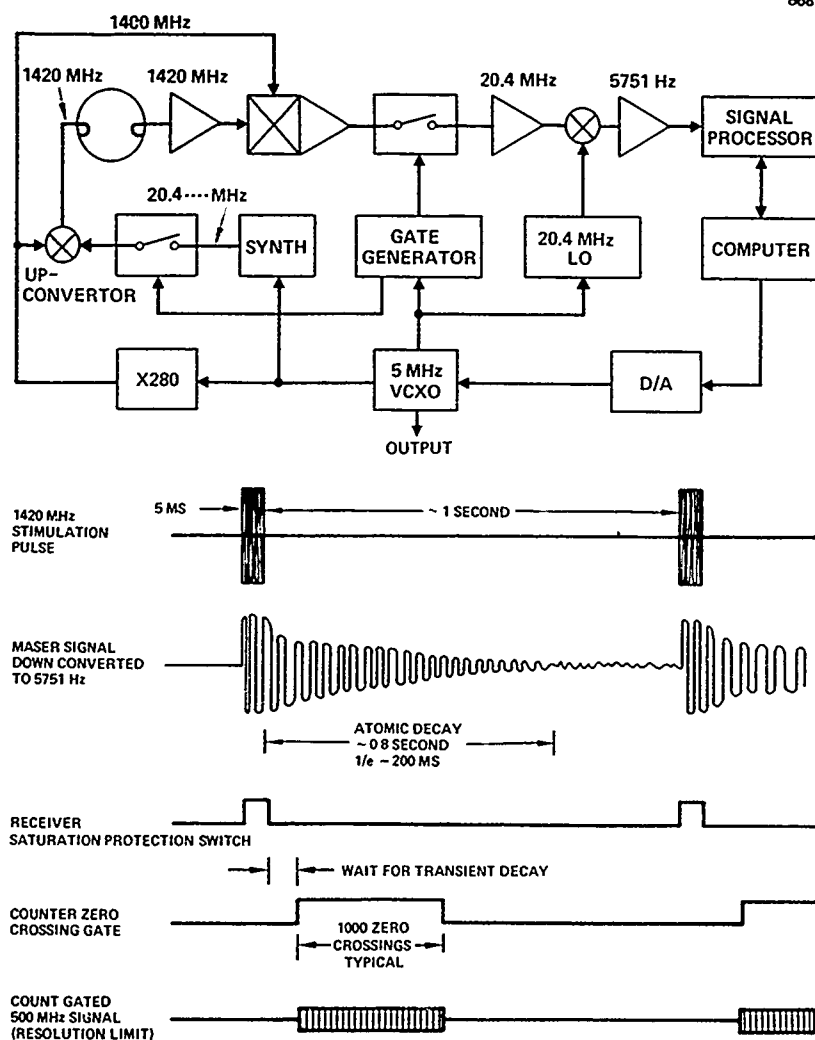 1400 MHz
1420 MHz
1420 MHz
20.4 MHz
5751 Hz
SIGNAL
PROCESSOR
20.4 ···· MHz
SYNTH
GATE
GENERATOR
20.4 MHz
LO
COMPUTER
UP-
CONVERTOR
X280
5 MHz
VCXO
D/A
OUTPUT
1420 MHz
STIMULATION
PULSE
5 MS
~ 1 SECOND
MASER SIGNAL
DOWN CONVERTED
TO 5751 Hz
ATOMIC DECAY
~ 0 8 SECOND
1/e ~ 200 MS
RECEIVER
SATURATION PROTECTION SWITCH
WAIT FOR TRANSIENT DECAY
COUNTER ZERO
CROSSING GATE
1000 ZERO
CROSSINGS
TYPICAL
COUNT GATED
500 MHz SIGNAL
(RESOLUTION LIMIT)